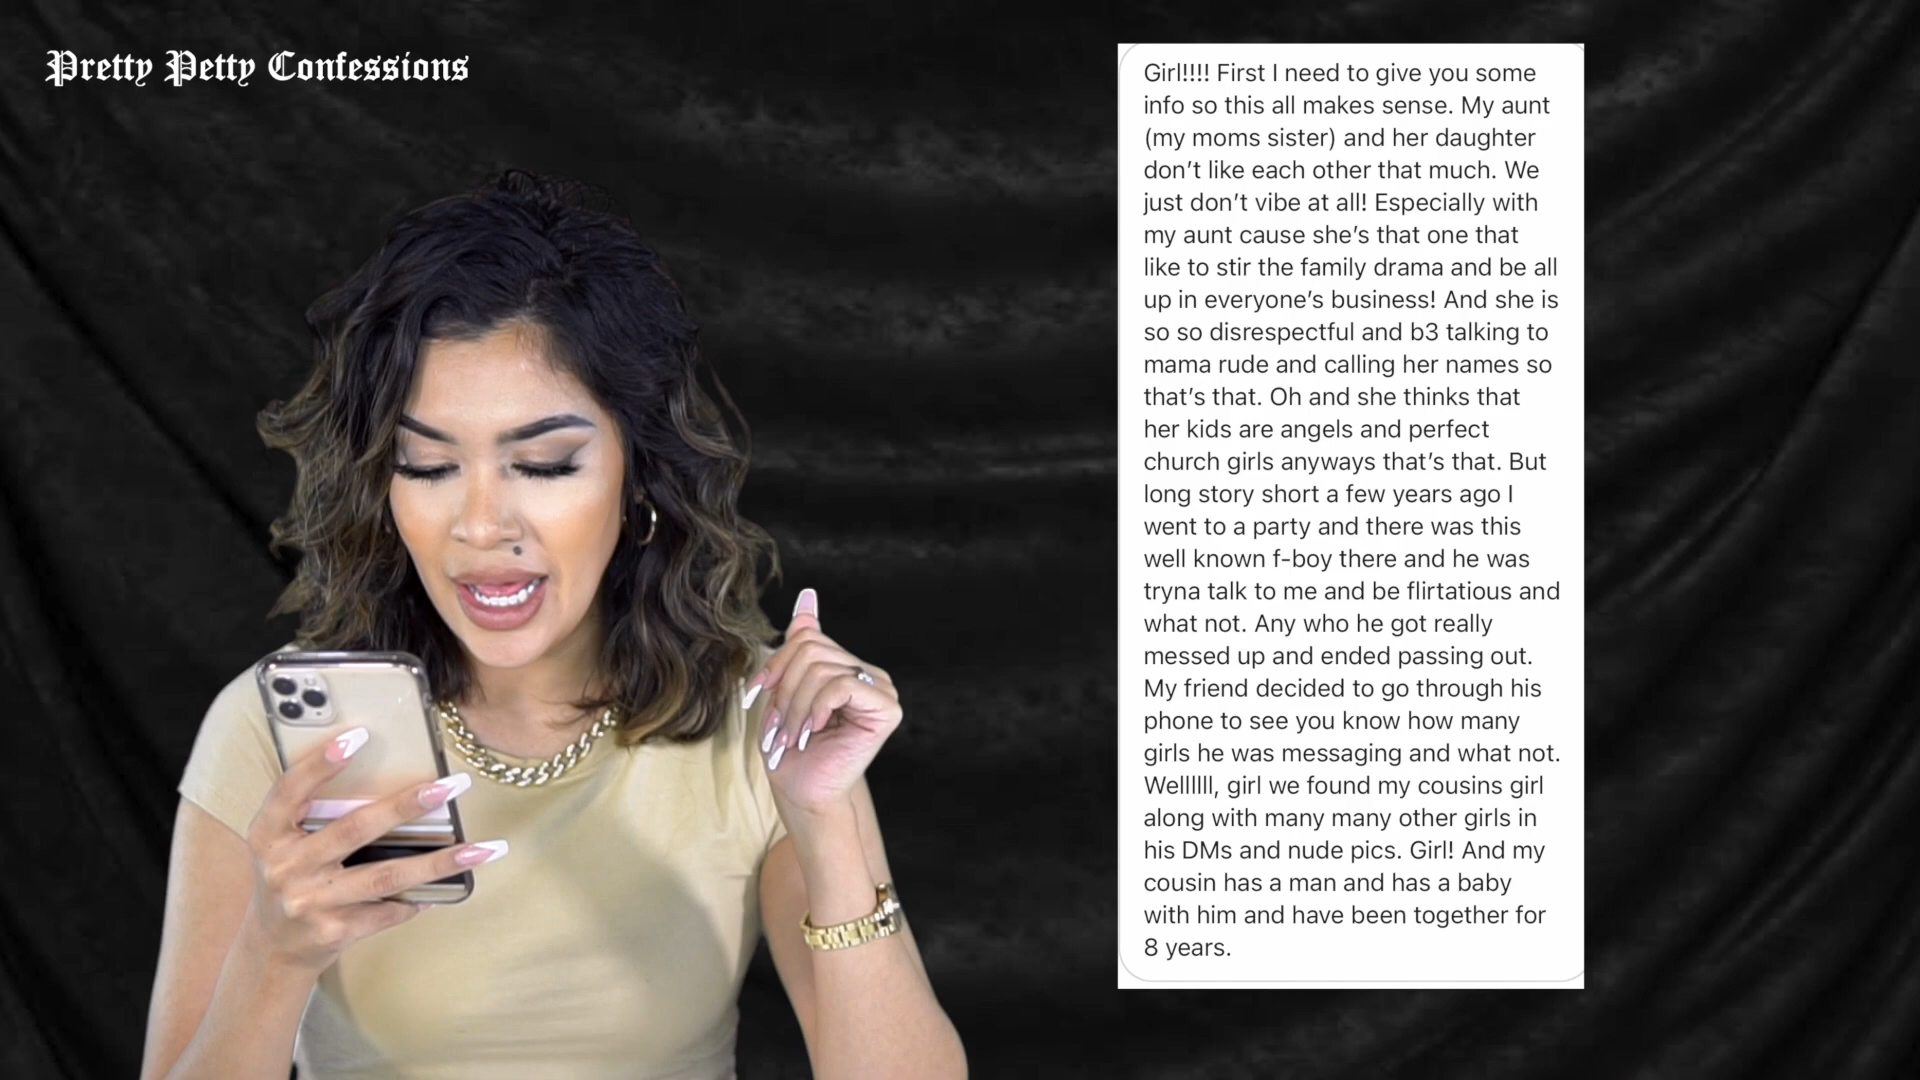 Pretty Petty Confessions
Girl!!!! First I need to give you some
info so this all makes sense. My aunt
(my moms sister) and her daughter
don’t like each other that much. We
just don’t vibe at all! Especially with
my aunt cause she’s that one that
like to stir the family drama and be all
up in everyone’s business! And she is
so so disrespectful and b3 talking to
mama rude and calling her names so
that’s that. Oh and she thinks that
her kids are angels and perfect
church girls anyways that’s that. But
long story short a few years ago I
went to a party and there was this
well known f-boy there and he was
tryna talk to me and be flirtatious and
what not. Any who he got really
messed up and ended passing out.
My friend decided to go through his
phone to see you know how many
girls he was messaging and what not.
Wellllll, girl we found my cousins girl
along with many many other girls in
his DMs and nude pics. Girl! And my
cousin has a man and has a baby
with him and have been together for
8 years.